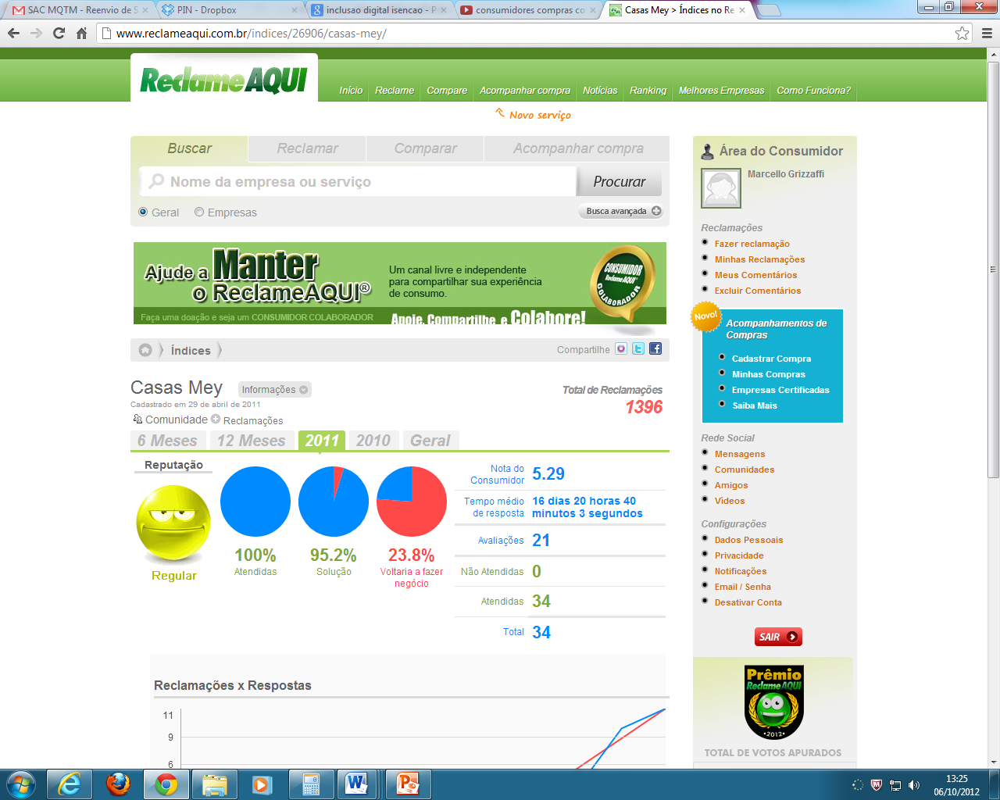 SAC MQTM - Reenvio de S
PIN - Dropbox
inclusao digital isencao - P
consumidores compras co
Casas Mey > Índices no Re
www.reclameaqui.com.br/indices/26906/casas-mey/
ReclameAQUI
Início
Reclame
Compare
Acompanhar compra
Notícias
Ranking
Melhores Empresas
Como Funciona?
Novo serviço
Buscar
Reclamar
Comparar
Acompanhar compra
Nome da empresa ou serviço
Procurar
Geral
Empresas
Busca avançada
Ajude a Manter
o ReclameAQUI®
Um canal livre e independente
para compartilhar sua experiência
de consumo.
CONSUMIDOR
ReclameAQUI
COLABORADOR
Faça uma doação e seja um CONSUMIDOR COLABORADOR
Apoie, Compartilhe e Colabore!
Índices
Compartilhe
Casas Mey
Informações
Cadastrado em 29 de abril de 2011
Comunidade
Reclamações
Total de Reclamações
1396
6 Meses
12 Meses
2011
2010
Geral
Reputação
Regular
100%
Atendidas
95.2%
Solução
23.8%
Voltaria a fazer
negócio
Nota do
Consumidor
5.29
Tempo médio
de resposta
16 dias 20 horas 40
minutos 3 segundos
Avaliações
21
Não Atendidas
0
Atendidas
34
Total
34
Reclamações x Respostas
11
9
6
Área do Consumidor
Marcello Grizzaffi
Reclamações
Fazer reclamação
Minhas Reclamações
Meus Comentários
Excluir Comentários
Novo!
Acompanhamentos de
Compras
Cadastrar Compra
Minhas Compras
Empresas Certificadas
Saiba Mais
Rede Social
Mensagens
Comunidades
Amigos
Vídeos
Configurações
Dados Pessoais
Privacidade
Notificações
Email / Senha
Desativar Conta
SAIR
Prêmio
ReclameAQUI
•2012•
TOTAL DE VOTOS APURADOS
13:25
06/10/2012